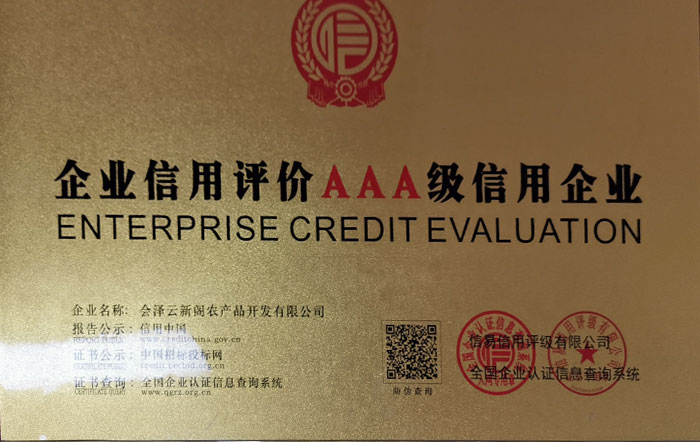 企业信用评价AAA级信用企业
ENTERPRISE CREDIT EVALUATION
企业名称: 会泽云新阁农产品开发有限公司
报告公示: 信用中国
www.creditchina.gov.cn
证书公示: 中国招标投标网
credit.cecbid.org.cn
证书查询: 全国企业认证信息查询系统
www.qgrz.org.cn
防伪查询
信易信用评级有限公司
全国企业认证信息查询系统